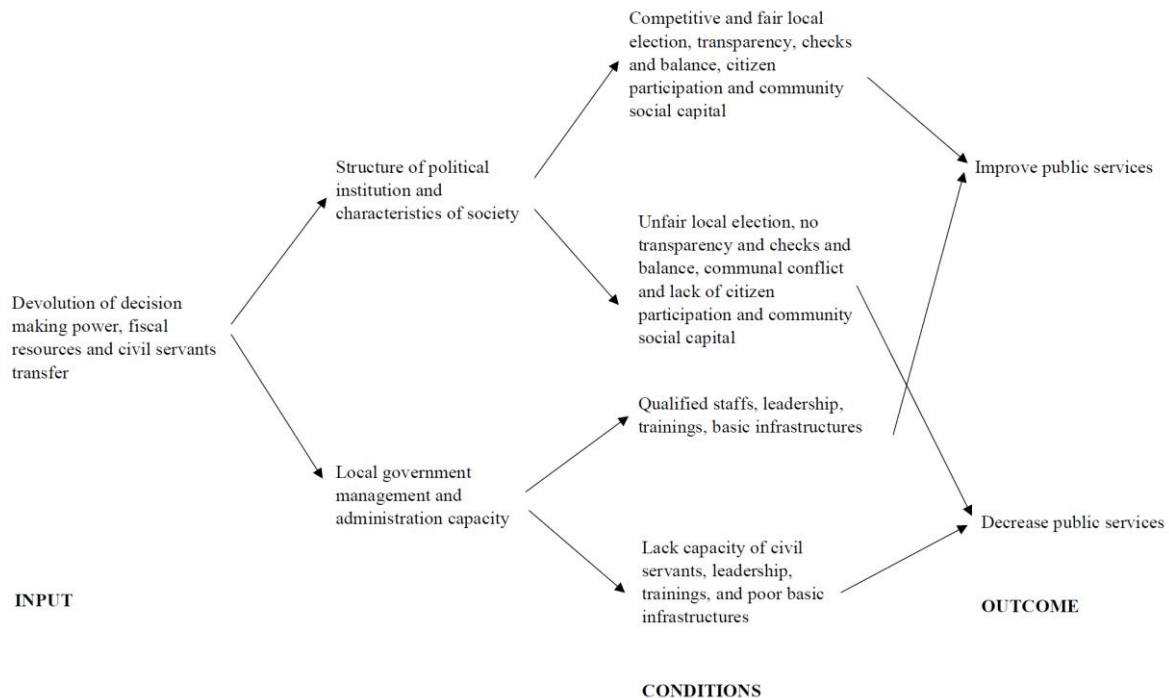 Devolution of decision
making power, fiscal
resources and civil servants
transfer
INPUT
Structure of political
institution and
characteristics of society
Local government
management and
administration capacity
Competitive and fair local
election, transparency, checks
and balance, citizen
participation and community
social capital
Unfair local election, no
transparency and checks and
balance, communal conflict
and lack of citizen
participation and community
social capital
Qualified staffs, leadership,
trainings, basic infrastructures
Lack capacity of civil
servants, leadership,
trainings, and poor basic
infrastructures
CONDITIONS
Improve public services
Decrease public services
OUTCOME